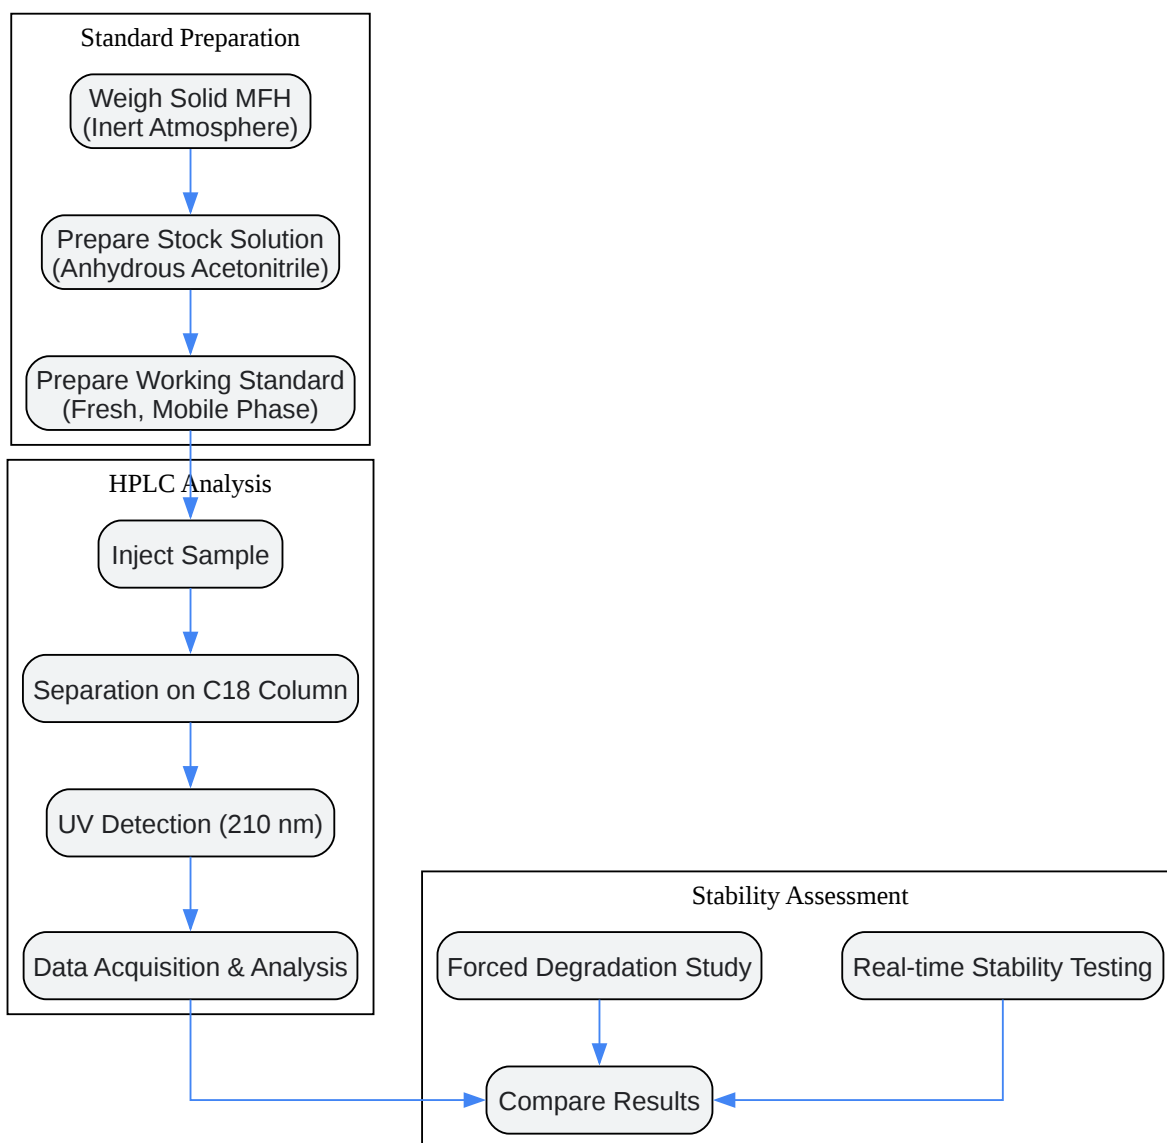 Standard Preparation
Weigh Solid MFH
(Inert Atmosphere)
Prepare Stock Solution
(Anhydrous Acetonitrile)
Prepare Working Standard
(Fresh, Mobile Phase)
HPLC Analysis
Inject Sample
Separation on C18 Column
UV Detection (210 nm)
Data Acquisition & Analysis
Stability Assessment
Forced Degradation Study
Real-time Stability Testing
Compare Results